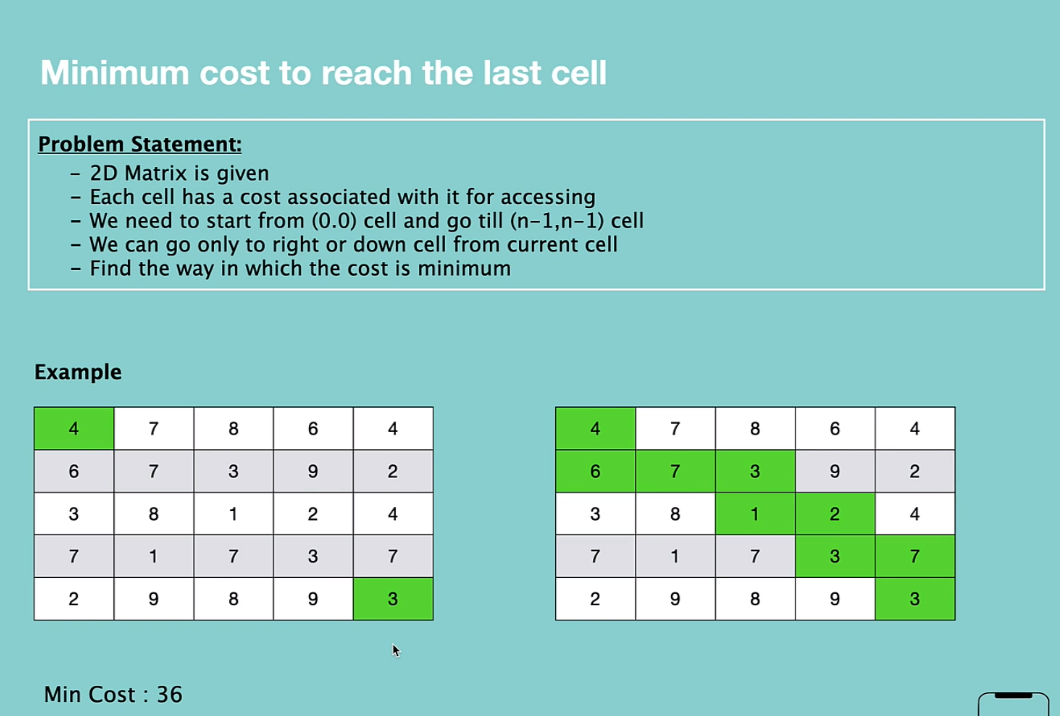 Minimum cost to reach the last cell
Problem Statement:
– 2D Matrix is given
– Each cell has a cost associated with it for accessing
– We need to start from (0.0) cell and go till (n-1,n-1) cell
– We can go only to right or down cell from current cell
– Find the way in which the cost is minimum
Example
4 7 8 6 4
6 7 3 9 2
3 8 1 2 4
7 1 7 3 7
2 9 8 9 3
4 7 8 6 4
6 7 3 9 2
3 8 1 2 4
7 1 7 3 7
2 9 8 9 3
Min Cost : 36